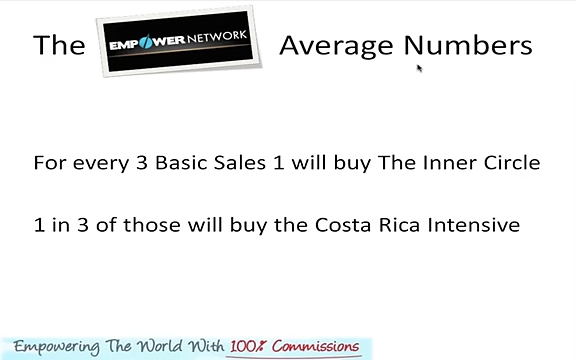 The EMPOWER NETWORK Average Numbers
For every 3 Basic Sales 1 will buy The Inner Circle
1 in 3 of those will buy the Costa Rica Intensive
Empowering The World With 100% Commissions